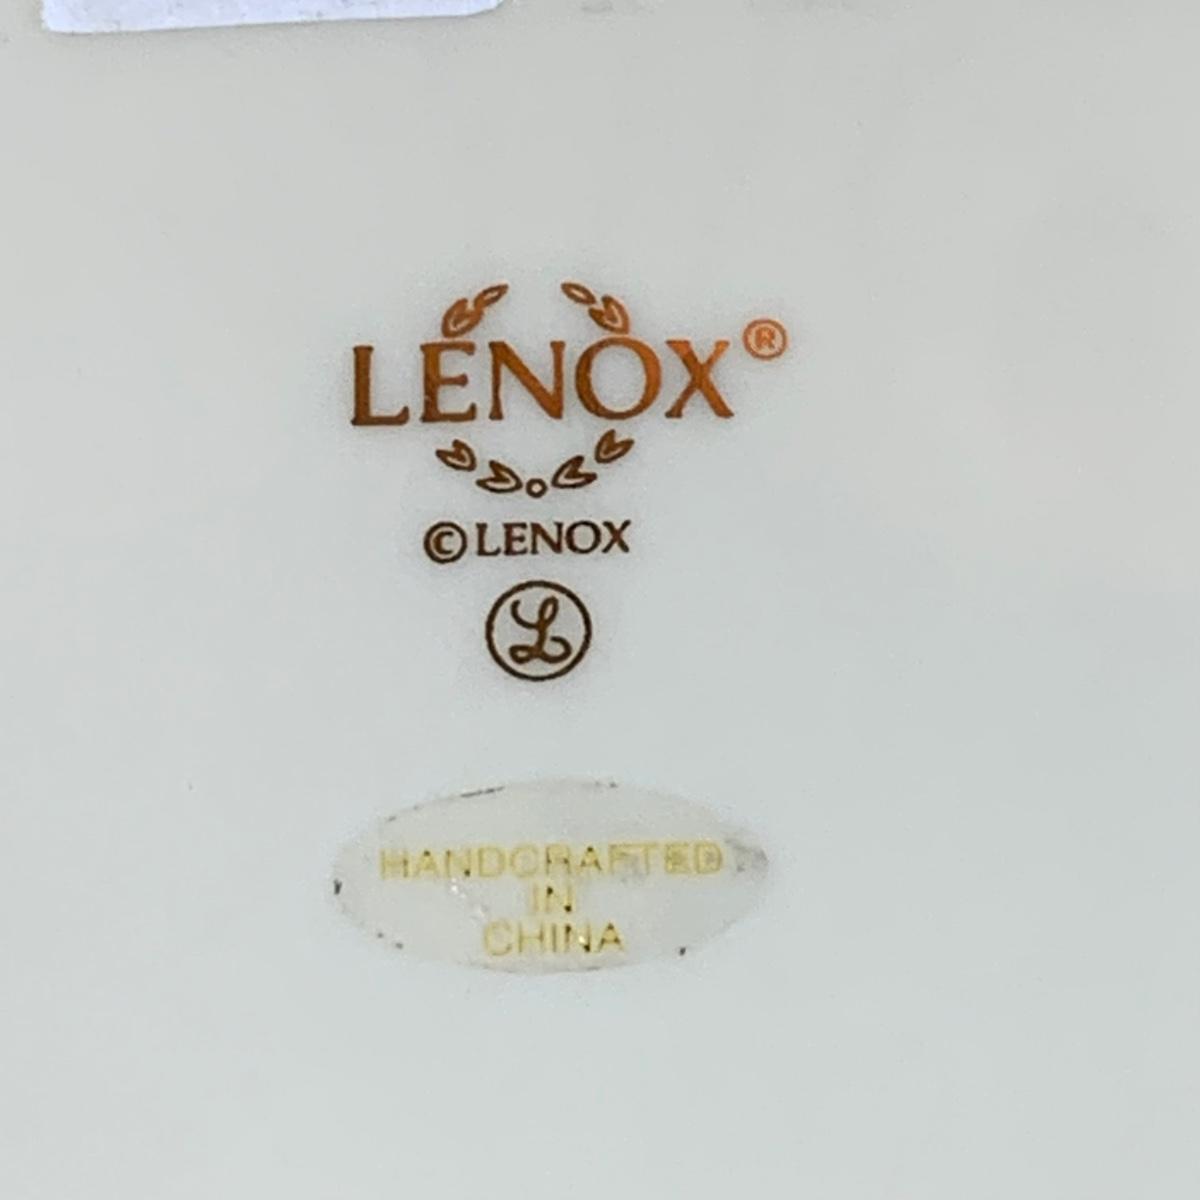 LENOX®
© LENOX
L
HANDCRAFTED
IN
CHINA